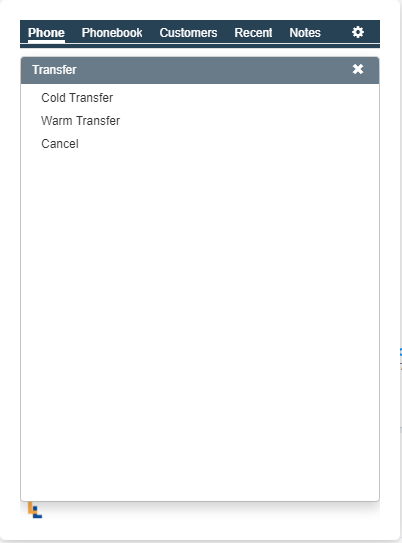 Phone Phonebook Customers Recent Notes
Transfer
Cold Transfer
Warm Transfer
Cancel